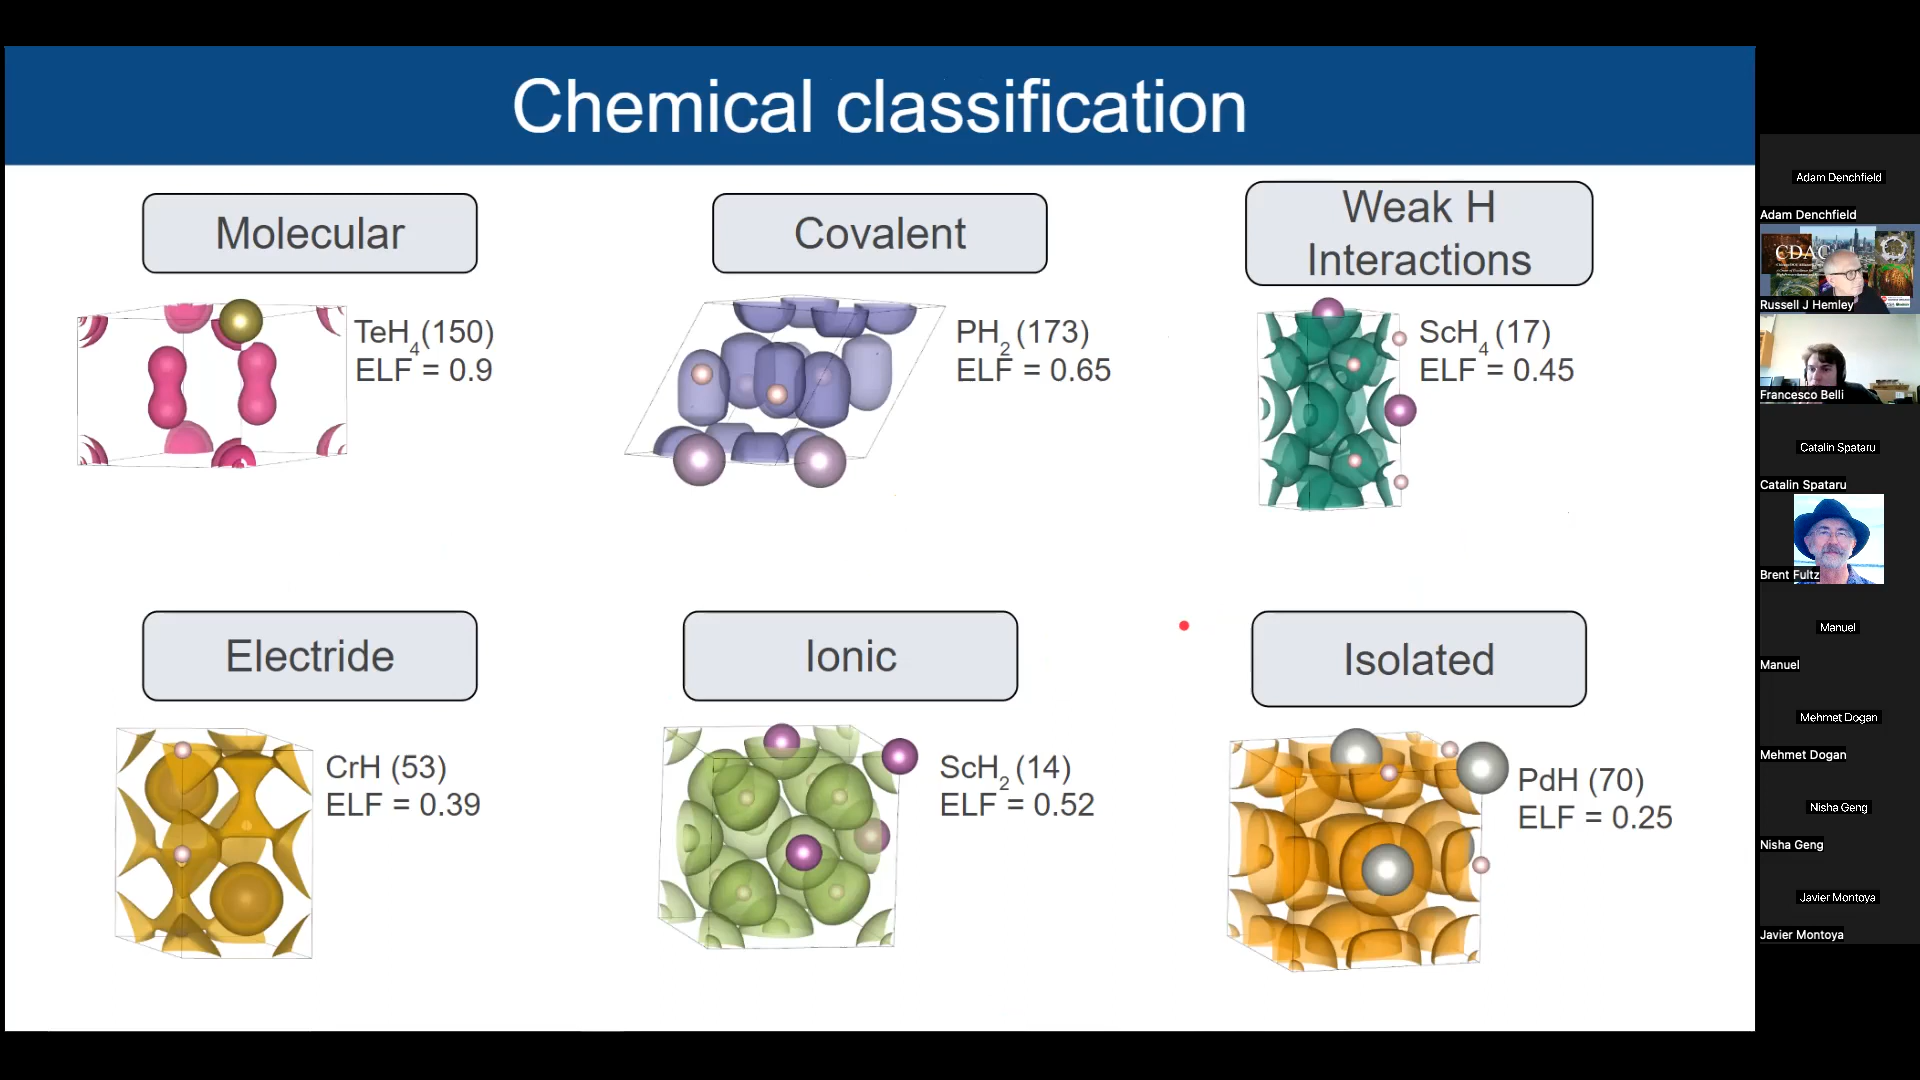 Chemical classification
Molecular
TeH4 (150)
ELF = 0.9
Covalent
PH2 (173)
ELF = 0.65
Weak H
Interactions
ScH4 (17)
ELF = 0.45
Electride
CrH (53)
ELF = 0.39
Ionic
ScH2 (14)
ELF = 0.52
Isolated
PdH (70)
ELF = 0.25
Adam Denchfield
Adam Denchfield
CDAC
Russell J Hemley
Francesco Belli
Catalin Spataru
Catalin Spataru
Brent Fultz
Manuel
Manuel
Mehmet Dogan
Mehmet Dogan
Nisha Geng
Nisha Geng
Javier Montoya
Javier Montoya